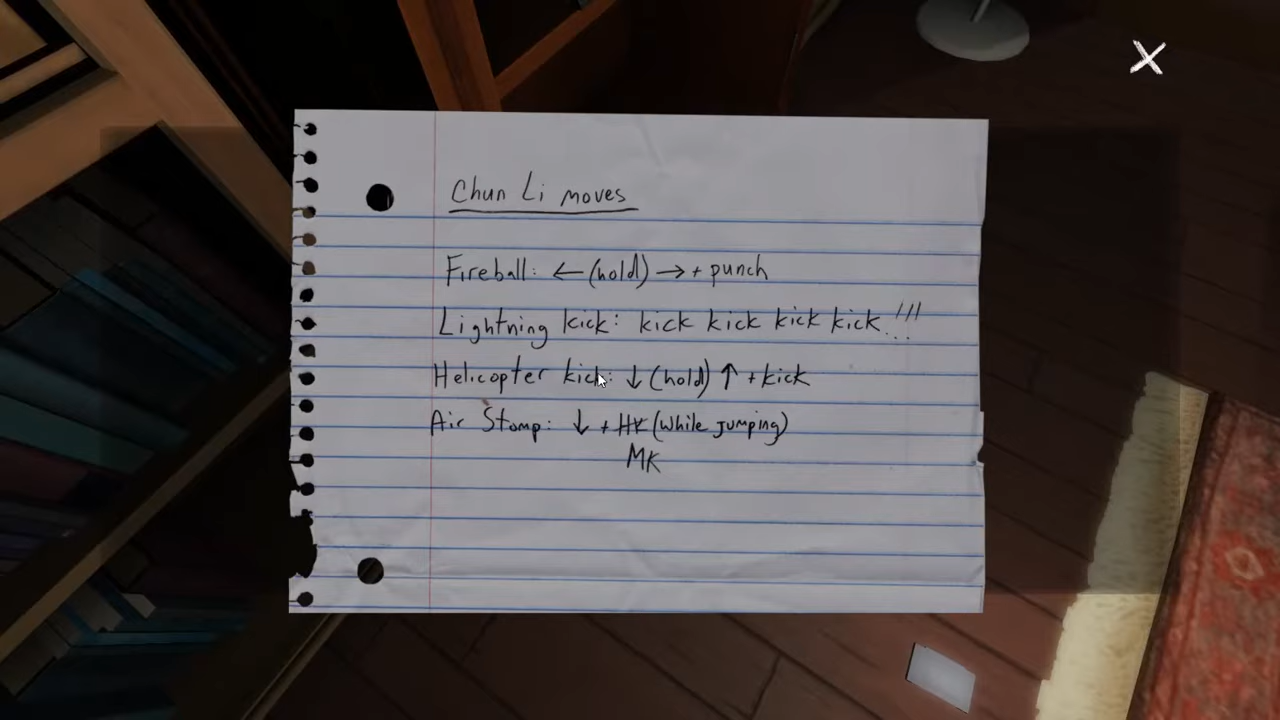 Chun Li moves
Fireball: ← (hold) → + punch
Lightning kick: kick kick kick kick!!!
Helicopter kick: ↓ (hold) ↑ + kick
Air Stomp: ↓ + HK (while jumping)
MK